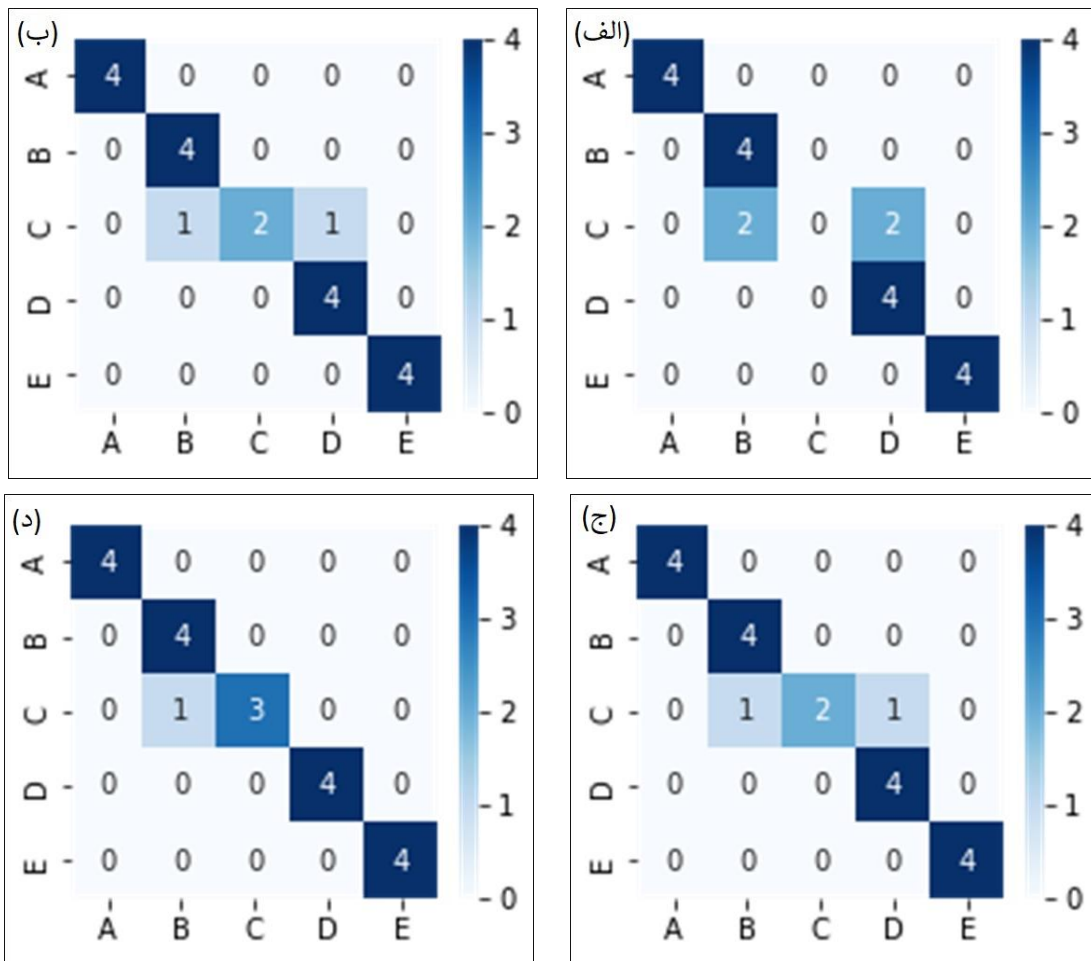 (الف)
4
A 4 0 0 0 0
3
B 0 4 0 0 0
C 0 2 0 2 0
2
D 0 0 0 4 0
1
E 0 0 0 0 4
0
A B C D E
(ب)
4
A 4 0 0 0 0
3
B 0 4 0 0 0
C 0 1 2 1 0
2
D 0 0 0 4 0
1
E 0 0 0 0 4
0
A B C D E
(ج)
4
A 4 0 0 0 0
3
B 0 4 0 0 0
C 0 1 2 1 0
2
D 0 0 0 4 0
1
E 0 0 0 0 4
0
A B C D E
(د)
4
A 4 0 0 0 0
3
B 0 4 0 0 0
C 0 1 3 0 0
2
D 0 0 0 4 0
1
E 0 0 0 0 4
0
A B C D E